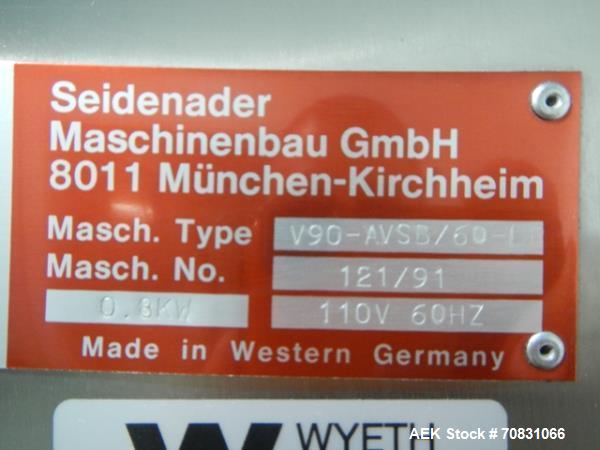 Seidenader
Maschinenbau GmbH
8011 München-Kirchheim
Masch. Type V90-AVSB/60-L
Masch. No. 121/91
0.8KW 110V 60HZ
Made in Western Germany
WYETH
AEK Stock #70831066